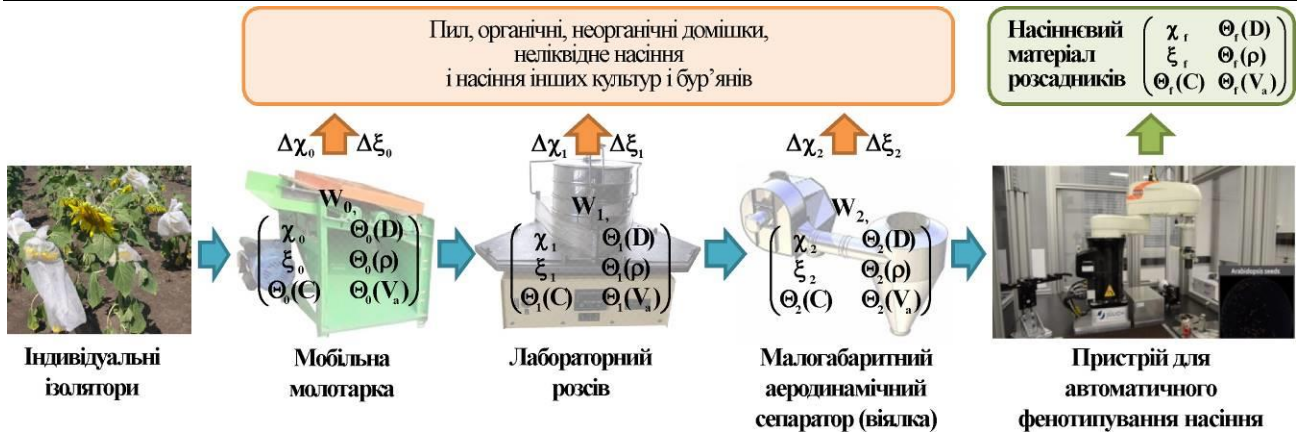 Пил, органічні, неорганічні домішки,
неліквідне насіння
і насіння інших культур і бур’янів
Насіннєвий
матеріал
розсадників
χf Θf(D)
ξf Θf(ρ)
Θf(C) Θf(Va)
Δχ0 Δξ0
Δχ1 Δξ1
Δχ2 Δξ2
W0,
χ0 Θ0(D)
ξ0 Θ0(ρ)
Θ0(C) Θ0(Va)
W1,
χ1 Θ1(D)
ξ1 Θ1(ρ)
Θ1(C) Θ1(Va)
W2,
χ2 Θ2(D)
ξ2 Θ2(ρ)
Θ2(C) Θ2(Va)
Arabidopsis seeds
Індивідуальні
ізолятори
Мобільна
молотарка
Лабораторний
розсів
Малогабаритний
аеродинамічний
сепаратор (віялка)
Пристрій для
автоматичного
фенотипування насіння